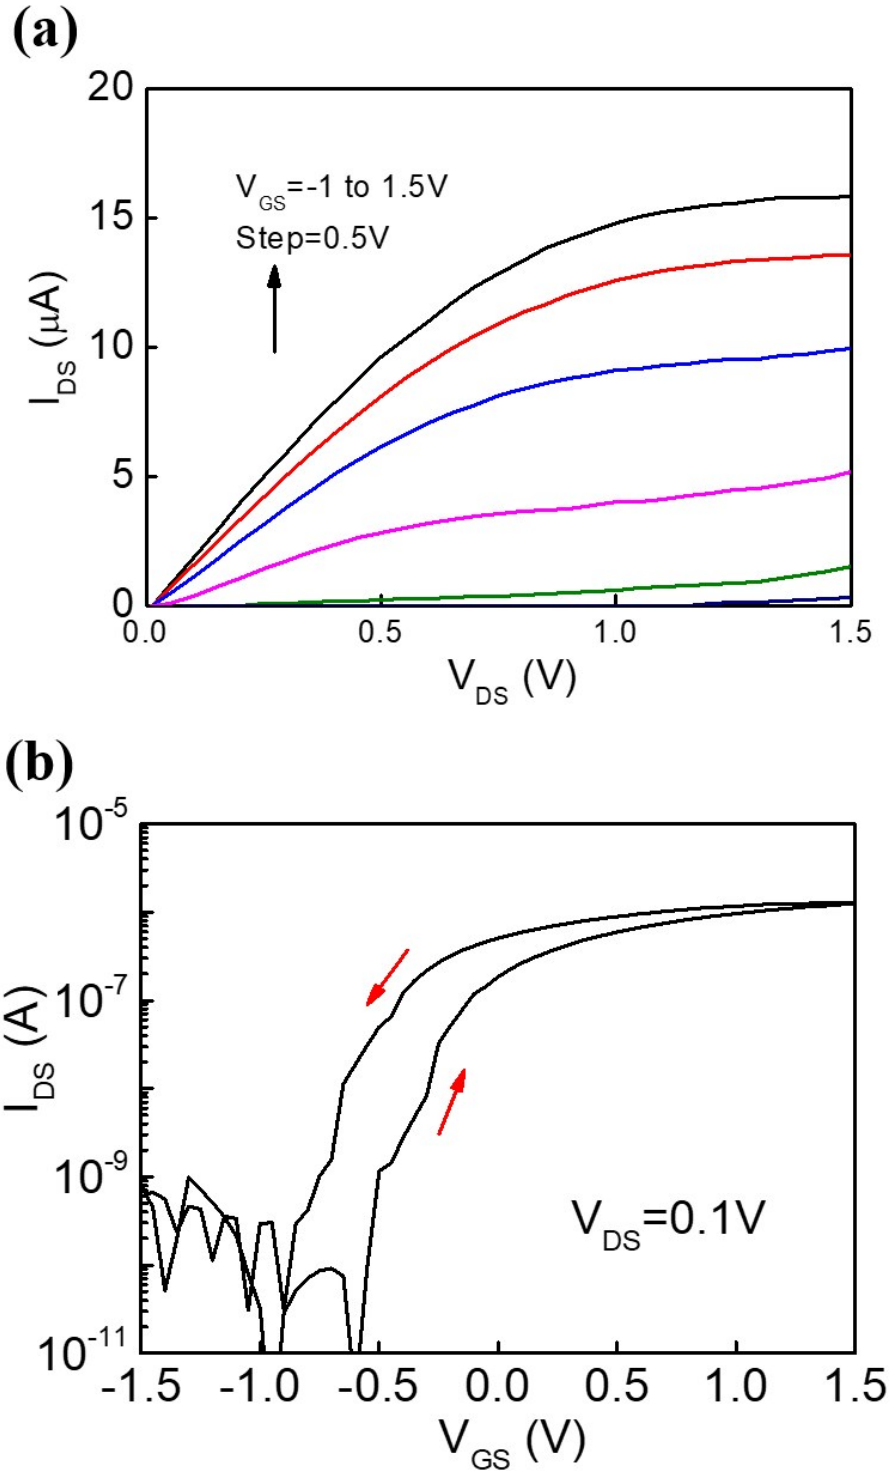 (a)
20
15
10
5
0
I_DS (μA)
V_GS=-1 to 1.5V
Step=0.5V
0.0 0.5 1.0 1.5
V_DS (V)
(b)
10^-5
10^-7
10^-9
10^-11
I_DS (A)
V_DS=0.1V
-1.5 -1.0 -0.5 0.0 0.5 1.0 1.5
V_GS (V)